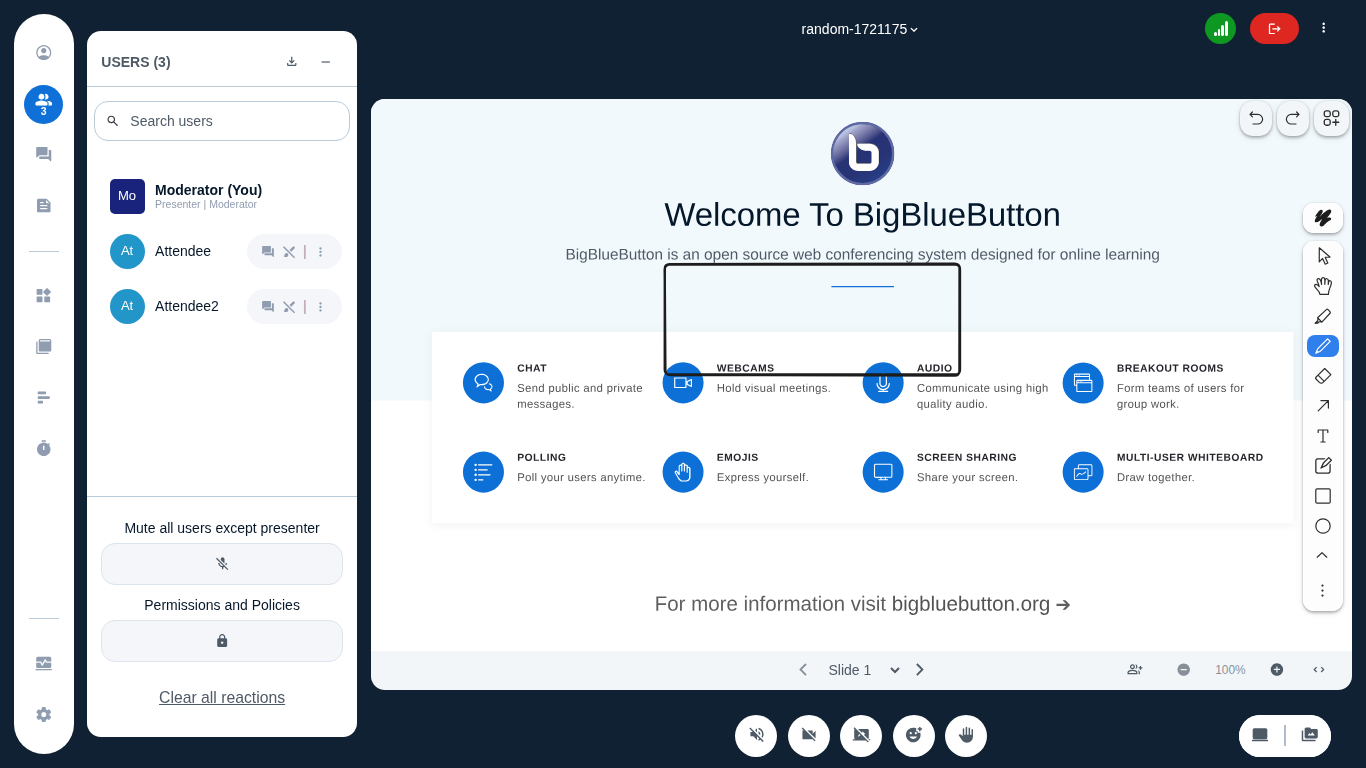 random-1721175
USERS (3)
3
Search users
Mo
Moderator (You)
Presenter | Moderator
At
Attendee
At
Attendee2
Mute all users except presenter
Permissions and Policies
Clear all reactions
Welcome To BigBlueButton
BigBlueButton is an open source web conferencing system designed for online learning
CHAT
Send public and private
messages.
WEBCAMS
Hold visual meetings.
AUDIO
Communicate using high
quality audio.
BREAKOUT ROOMS
Form teams of users for
group work.
POLLING
Poll your users anytime.
EMOJIS
Express yourself.
SCREEN SHARING
Share your screen.
MULTI-USER WHITEBOARD
Draw together.
For more information visit bigbluebutton.org ➔
Slide 1
100%